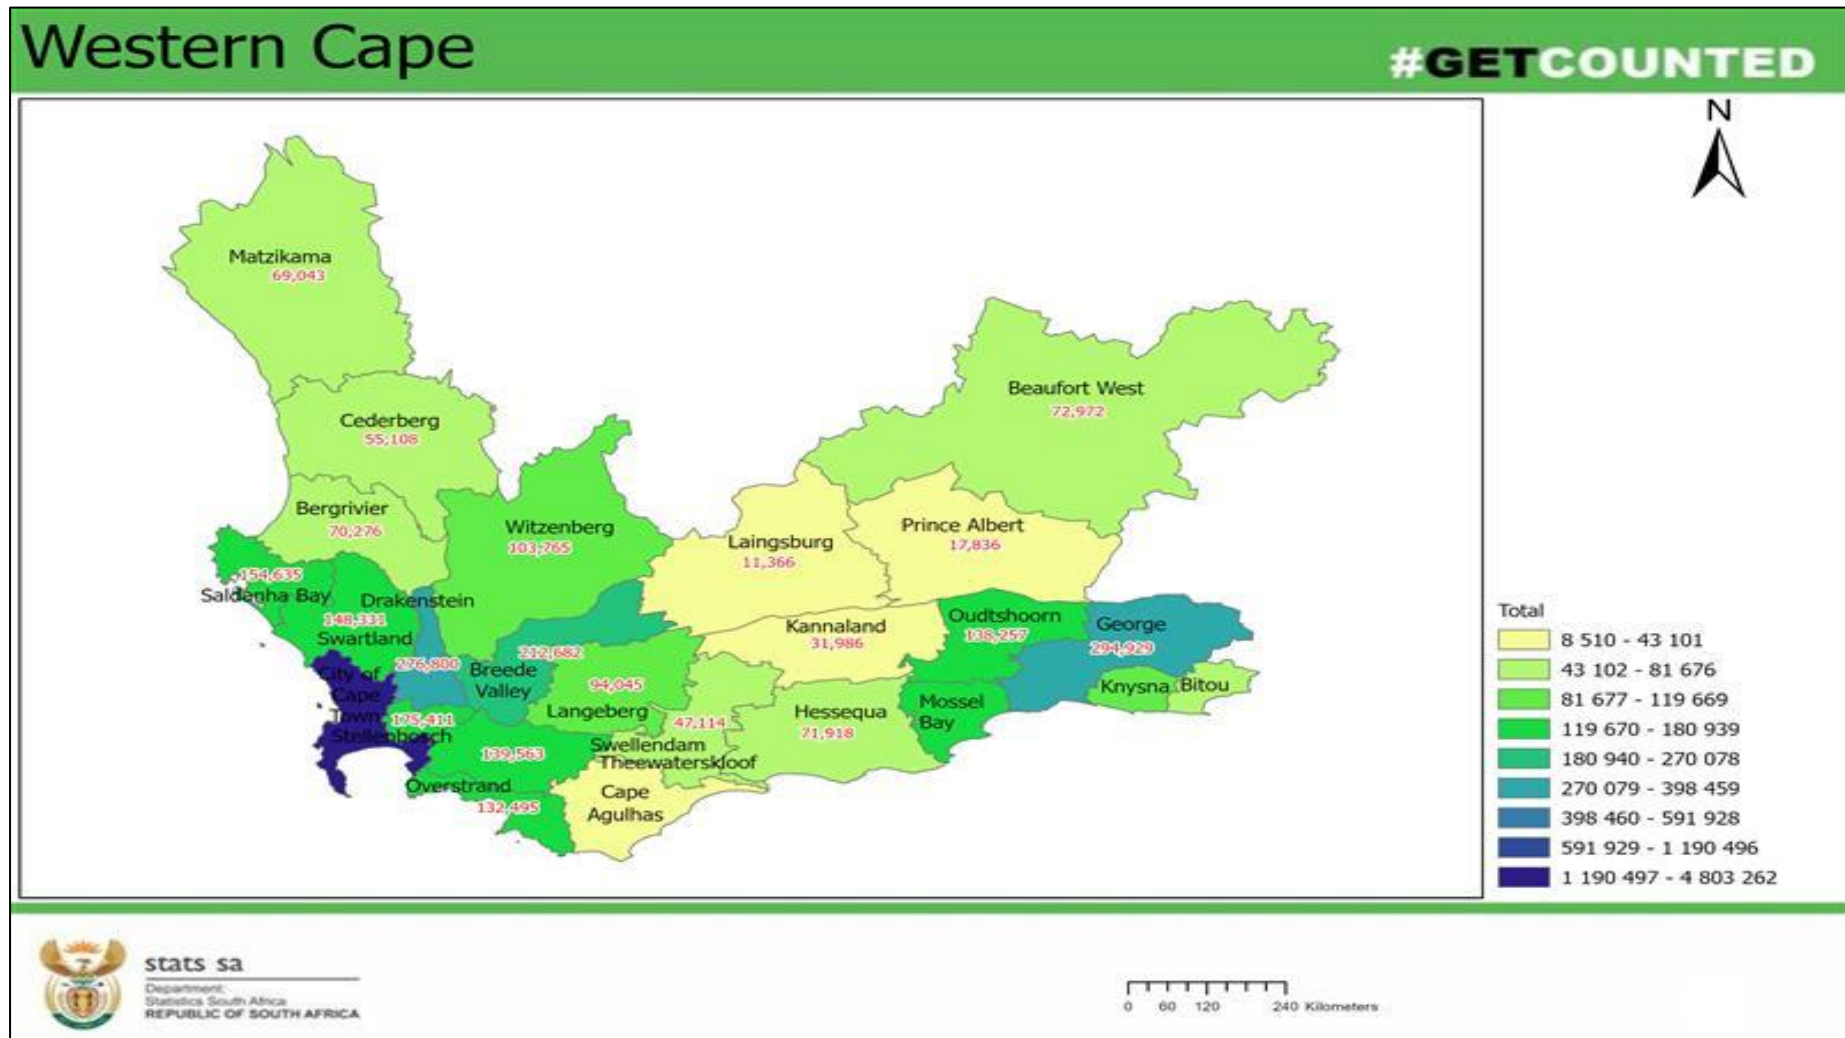 Western Cape
#GETCOUNTED
N
Matzikama
69,043
Beaufort West
72,972
Cederberg
55,108
Bergrivier
70,276
Witzenberg
103,765
Prince Albert
17,836
Laingsburg
11,366
154,635
Saldanha Bay
Drakenstein
148,331
Swartland
Oudtshoorn
138,257
Kannaland
31,986
George
294,929
212,682
276,800
Breede
Valley
City of
Cape
Town
94,045
Langeberg
Knysna
Bitou
Mossel
Bay
Hessequa
71,918
175,411
Stellenbosch
47,114
139,563
Swellendam
Theewaterskloof
Overstrand
132,495
Cape
Agulhas
Total
8 510 - 43 101
43 102 - 81 676
81 677 - 119 669
119 670 - 180 939
180 940 - 270 078
270 079 - 398 459
398 460 - 591 928
591 929 - 1 190 496
1 190 497 - 4 803 262
stats sa
Department:
Statistics South Africa
REPUBLIC OF SOUTH AFRICA
0 60 120 240 Kilometers